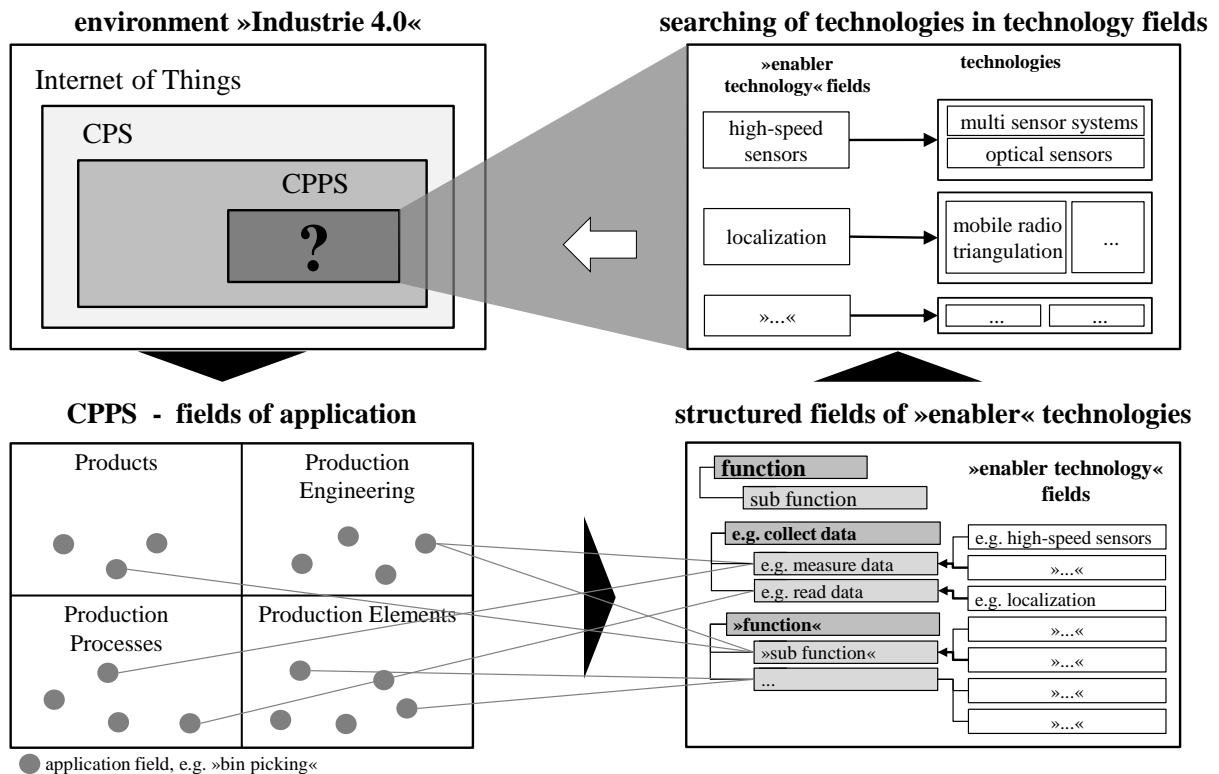 environment »Industrie 4.0«
Internet of Things
CPS
CPPS
?
searching of technologies in technology fields
»enabler
technology« fields
technologies
high-speed
sensors
multi sensor systems
optical sensors
localization
mobile radio
triangulation
...
»...«
...
...
CPPS - fields of application
Products
Production
Engineering
Production
Processes
Production Elements
application field, e.g. »bin picking«
structured fields of »enabler« technologies
function
sub function
»enabler technology«
fields
e.g. collect data
e.g. measure data
e.g. read data
»function«
»sub function«
...
e.g. high-speed sensors
»...«
e.g. localization
»...«
»...«
»...«
»...«